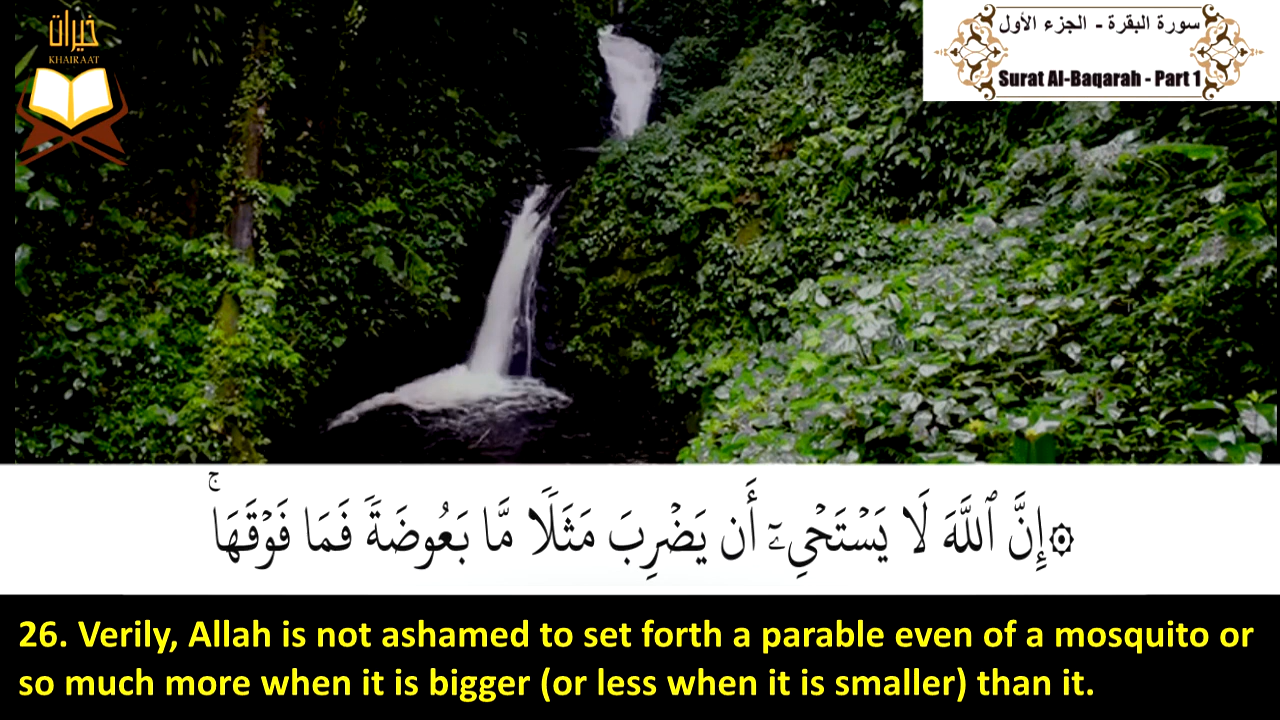 خيرات
KHAIRAAT
سورة البقرة - الجزء الأول
Surat Al-Baqarah - Part 1
۞إِنَّ ٱللَّهَ لَا يَسۡتَحۡيِۦٓ أَن يَضۡرِبَ مَثَلٗا مَّا بَعُوضَةٗ فَمَا فَوۡقَهَاۚ
26. Verily, Allah is not ashamed to set forth a parable even of a mosquito or
so much more when it is bigger (or less when it is smaller) than it.